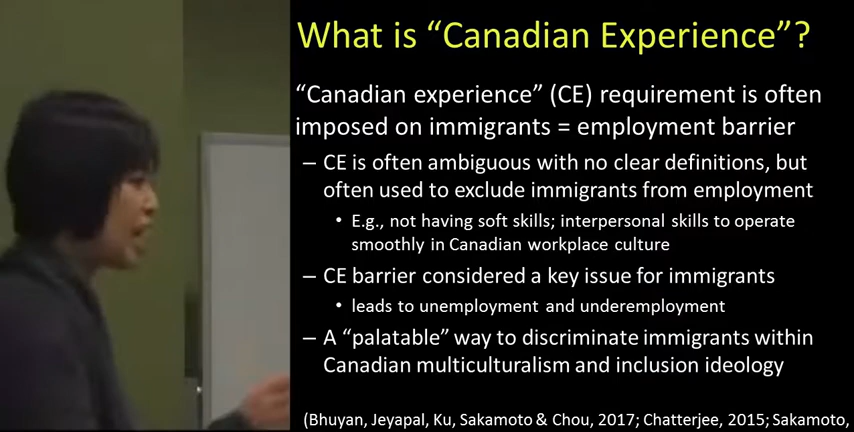 What is “Canadian Experience”?
“Canadian experience” (CE) requirement is often
imposed on immigrants = employment barrier
– CE is often ambiguous with no clear definitions, but
often used to exclude immigrants from employment
• E.g., not having soft skills; interpersonal skills to operate
smoothly in Canadian workplace culture
– CE barrier considered a key issue for immigrants
• leads to unemployment and underemployment
– A “palatable” way to discriminate immigrants within
Canadian multiculturalism and inclusion ideology
(Bhuyan, Jeyapal, Ku, Sakamoto & Chou, 2017; Chatterjee, 2015; Sakamoto,